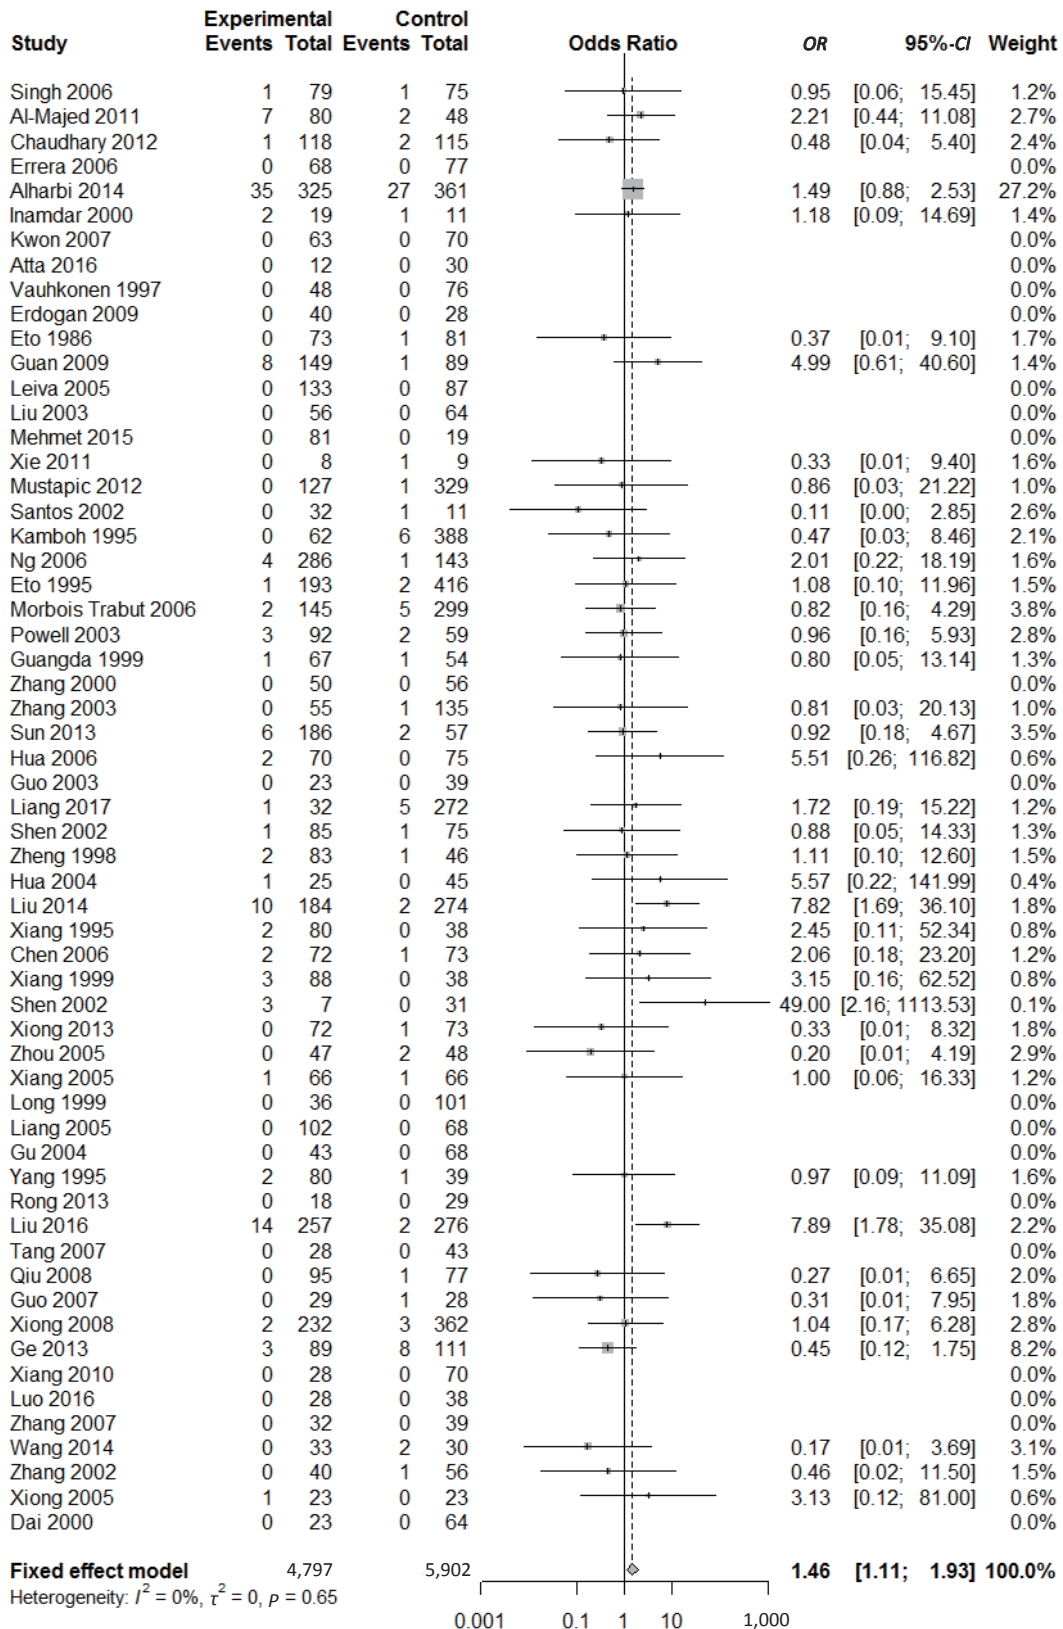 Experimental Control
Study Events Total Events Total Odds Ratio OR 95%-CI Weight
Singh 2006 1 79 1 75 0.95 [0.06; 15.45] 1.2%
Al-Majed 2011 7 80 2 48 2.21 [0.44; 11.08] 2.7%
Chaudhary 2012 1 118 2 115 0.48 [0.04; 5.40] 2.4%
Errera 2006 0 68 0 77 0.0%
Alharbi 2014 35 325 27 361 1.49 [0.88; 2.53] 27.2%
Inamdar 2000 2 19 1 11 1.18 [0.09; 14.69] 1.4%
Kwon 2007 0 63 0 70 0.0%
Atta 2016 0 12 0 30 0.0%
Vauhkonen 1997 0 48 0 76 0.0%
Erdogan 2009 0 40 0 28 0.0%
Eto 1986 0 73 1 81 0.37 [0.01; 9.10] 1.7%
Guan 2009 8 149 1 89 4.99 [0.61; 40.60] 1.4%
Leiva 2005 0 133 0 87 0.0%
Liu 2003 0 56 0 64 0.0%
Mehmet 2015 0 81 0 19 0.0%
Xie 2011 0 8 1 9 0.33 [0.01; 9.40] 1.6%
Mustapic 2012 0 127 1 329 0.86 [0.03; 21.22] 1.0%
Santos 2002 0 32 1 11 0.11 [0.00; 2.85] 2.6%
Kamboh 1995 0 62 6 388 0.47 [0.03; 8.46] 2.1%
Ng 2006 4 286 1 143 2.01 [0.22; 18.19] 1.6%
Eto 1995 1 193 2 416 1.08 [0.10; 11.96] 1.5%
Morbois Trabut 2006 2 145 5 299 0.82 [0.16; 4.29] 3.8%
Powell 2003 3 92 2 59 0.96 [0.16; 5.93] 2.8%
Guangda 1999 1 67 1 54 0.80 [0.05; 13.14] 1.3%
Zhang 2000 0 50 0 56 0.0%
Zhang 2003 0 55 1 135 0.81 [0.03; 20.13] 1.0%
Sun 2013 6 186 2 57 0.92 [0.18; 4.67] 3.5%
Hua 2006 2 70 0 75 5.51 [0.26; 116.82] 0.6%
Guo 2003 0 23 0 39 0.0%
Liang 2017 1 32 5 272 1.72 [0.19; 15.22] 1.2%
Shen 2002 1 85 1 75 0.88 [0.05; 14.33] 1.3%
Zheng 1998 2 83 1 46 1.11 [0.10; 12.60] 1.5%
Hua 2004 1 25 0 45 5.57 [0.22; 141.99] 0.4%
Liu 2014 10 184 2 274 7.82 [1.69; 36.10] 1.8%
Xiang 1995 2 80 0 38 2.45 [0.11; 52.34] 0.8%
Chen 2006 2 72 1 73 2.06 [0.18; 23.20] 1.2%
Xiang 1999 3 88 0 38 3.15 [0.16; 62.52] 0.8%
Shen 2002 3 7 0 31 49.00 [2.16; 1113.53] 0.1%
Xiong 2013 0 72 1 73 0.33 [0.01; 8.32] 1.8%
Zhou 2005 0 47 2 48 0.20 [0.01; 4.19] 2.9%
Xiang 2005 1 66 1 66 1.00 [0.06; 16.33] 1.2%
Long 1999 0 36 0 101 0.0%
Liang 2005 0 102 0 68 0.0%
Gu 2004 0 43 0 68 0.0%
Yang 1995 2 80 1 39 0.97 [0.09; 11.09] 1.6%
Rong 2013 0 18 0 29 0.0%
Liu 2016 14 257 2 276 7.89 [1.78; 35.08] 2.2%
Tang 2007 0 28 0 43 0.0%
Qiu 2008 0 95 1 77 0.27 [0.01; 6.65] 2.0%
Guo 2007 0 29 1 28 0.31 [0.01; 7.95] 1.8%
Xiong 2008 2 232 3 362 1.04 [0.17; 6.28] 2.8%
Ge 2013 3 89 8 111 0.45 [0.12; 1.75] 8.2%
Xiang 2010 0 28 0 70 0.0%
Luo 2016 0 28 0 38 0.0%
Zhang 2007 0 32 0 39 0.0%
Wang 2014 0 33 2 30 0.17 [0.01; 3.69] 3.1%
Zhang 2002 0 40 1 56 0.46 [0.02; 11.50] 1.5%
Xiong 2005 1 23 0 23 3.13 [0.12; 81.00] 0.6%
Dai 2000 0 23 0 64 0.0%
Fixed effect model 4,797 5,902 1.46 [1.11; 1.93] 100.0%
Heterogeneity: I² = 0%, τ² = 0, P = 0.65
0.001 0.1 1 10 1,000